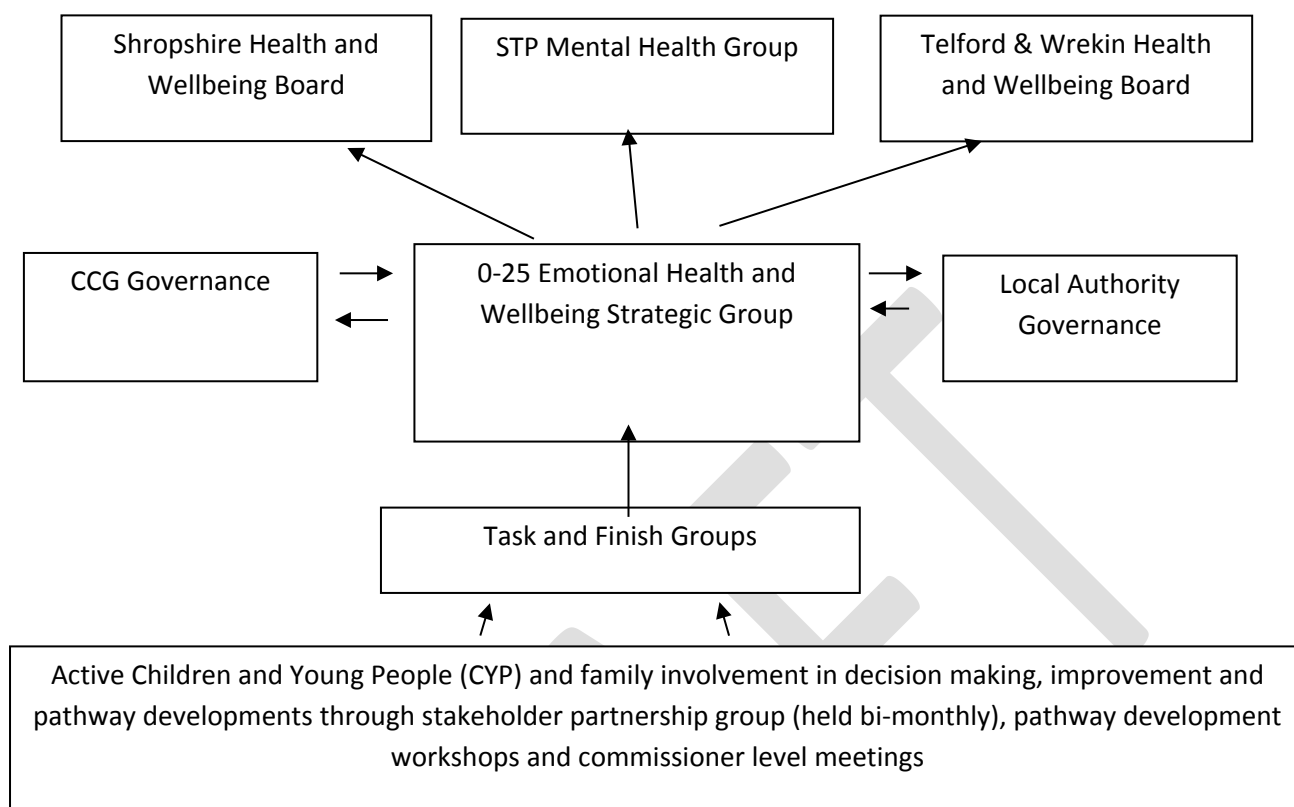 Shropshire Health and
Wellbeing Board
STP Mental Health Group
Telford & Wrekin Health
and Wellbeing Board
CCG Governance
0-25 Emotional Health and
Wellbeing Strategic Group
Local Authority
Governance
Task and Finish Groups
Active Children and Young People (CYP) and family involvement in decision making, improvement and
pathway developments through stakeholder partnership group (held bi-monthly), pathway development
workshops and commissioner level meetings